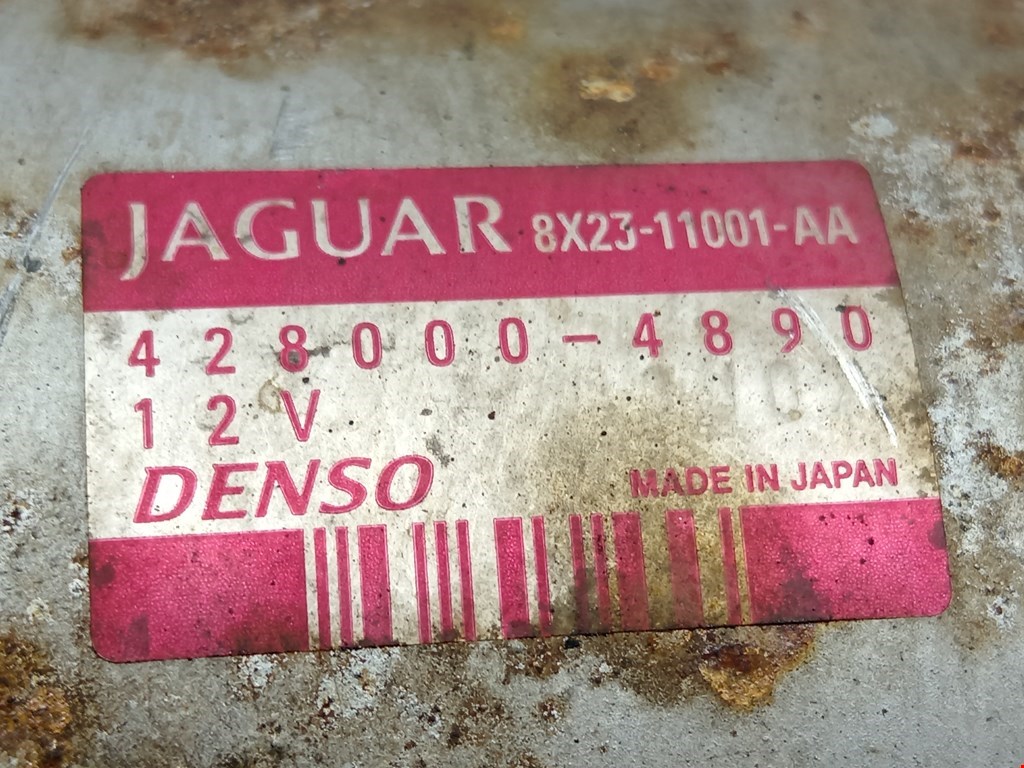 JAGUAR 8X23-11001-AA
428000-4890
12V
DENSO
MADE IN JAPAN